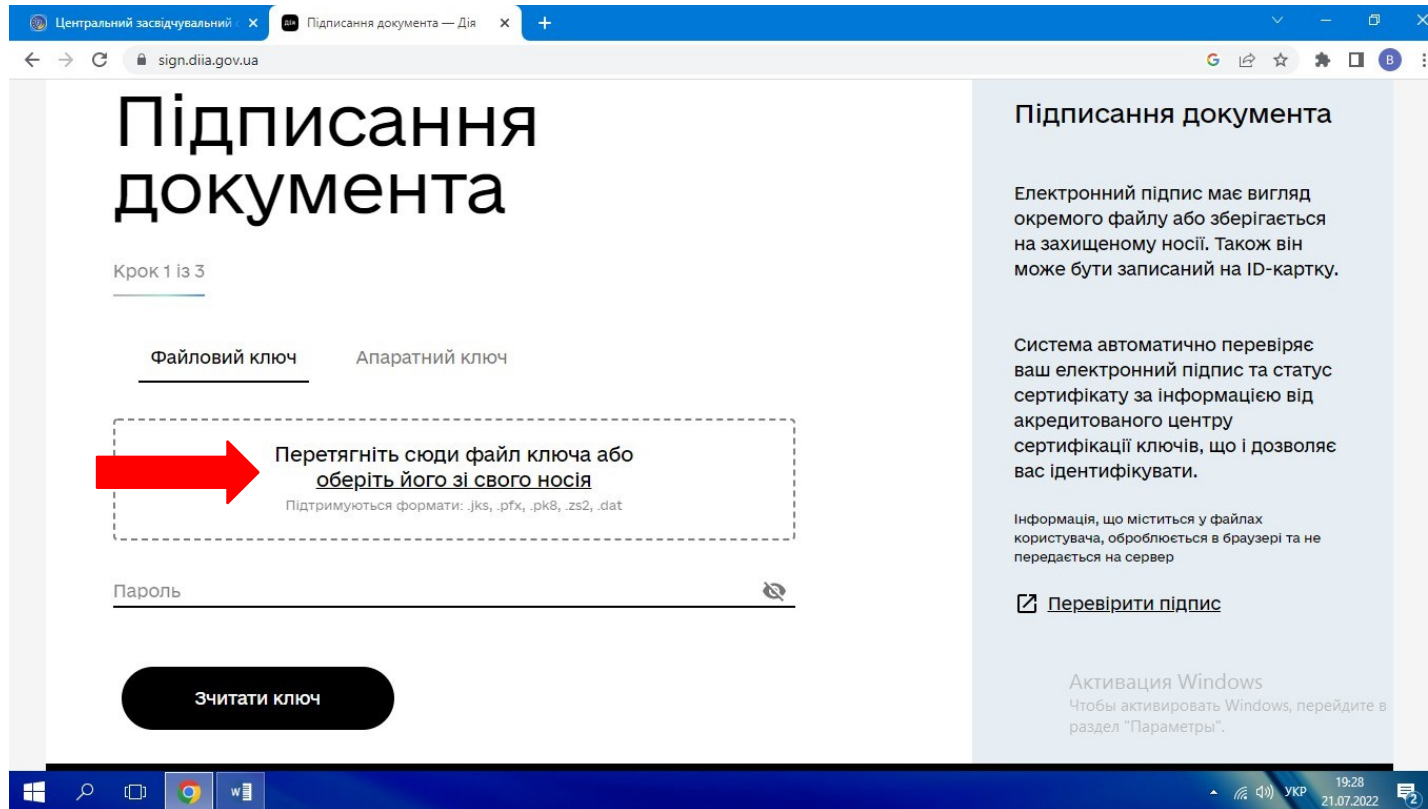 Центральний засвідчувальний
Підписання документа — Дія
sign.diia.gov.ua
Підписання
документа
Крок 1 із 3
Файловий ключ
Апаратний ключ
Перетягніть сюди файл ключа або
оберіть його зі свого носія
Підтримуються формати: .jks, .pfx, .pk8, .zs2, .dat
Пароль
Зчитати ключ
Підписання документа
Електронний підпис має вигляд
окремого файлу або зберігається
на захищеному носії. Також він
може бути записаний на ID-картку.
Система автоматично перевіряє
ваш електронний підпис та статус
сертифікату за інформацією від
акредитованого центру
сертифікації ключів, що і дозволяє
вас ідентифікувати.
Інформація, що міститься у файлах
користувача, оброблюється в браузері та не
передається на сервер
Перевірити підпис
Активация Windows
Чтобы активировать Windows, перейдите в
раздел "Параметры".
УКР
19:28
21.07.2022